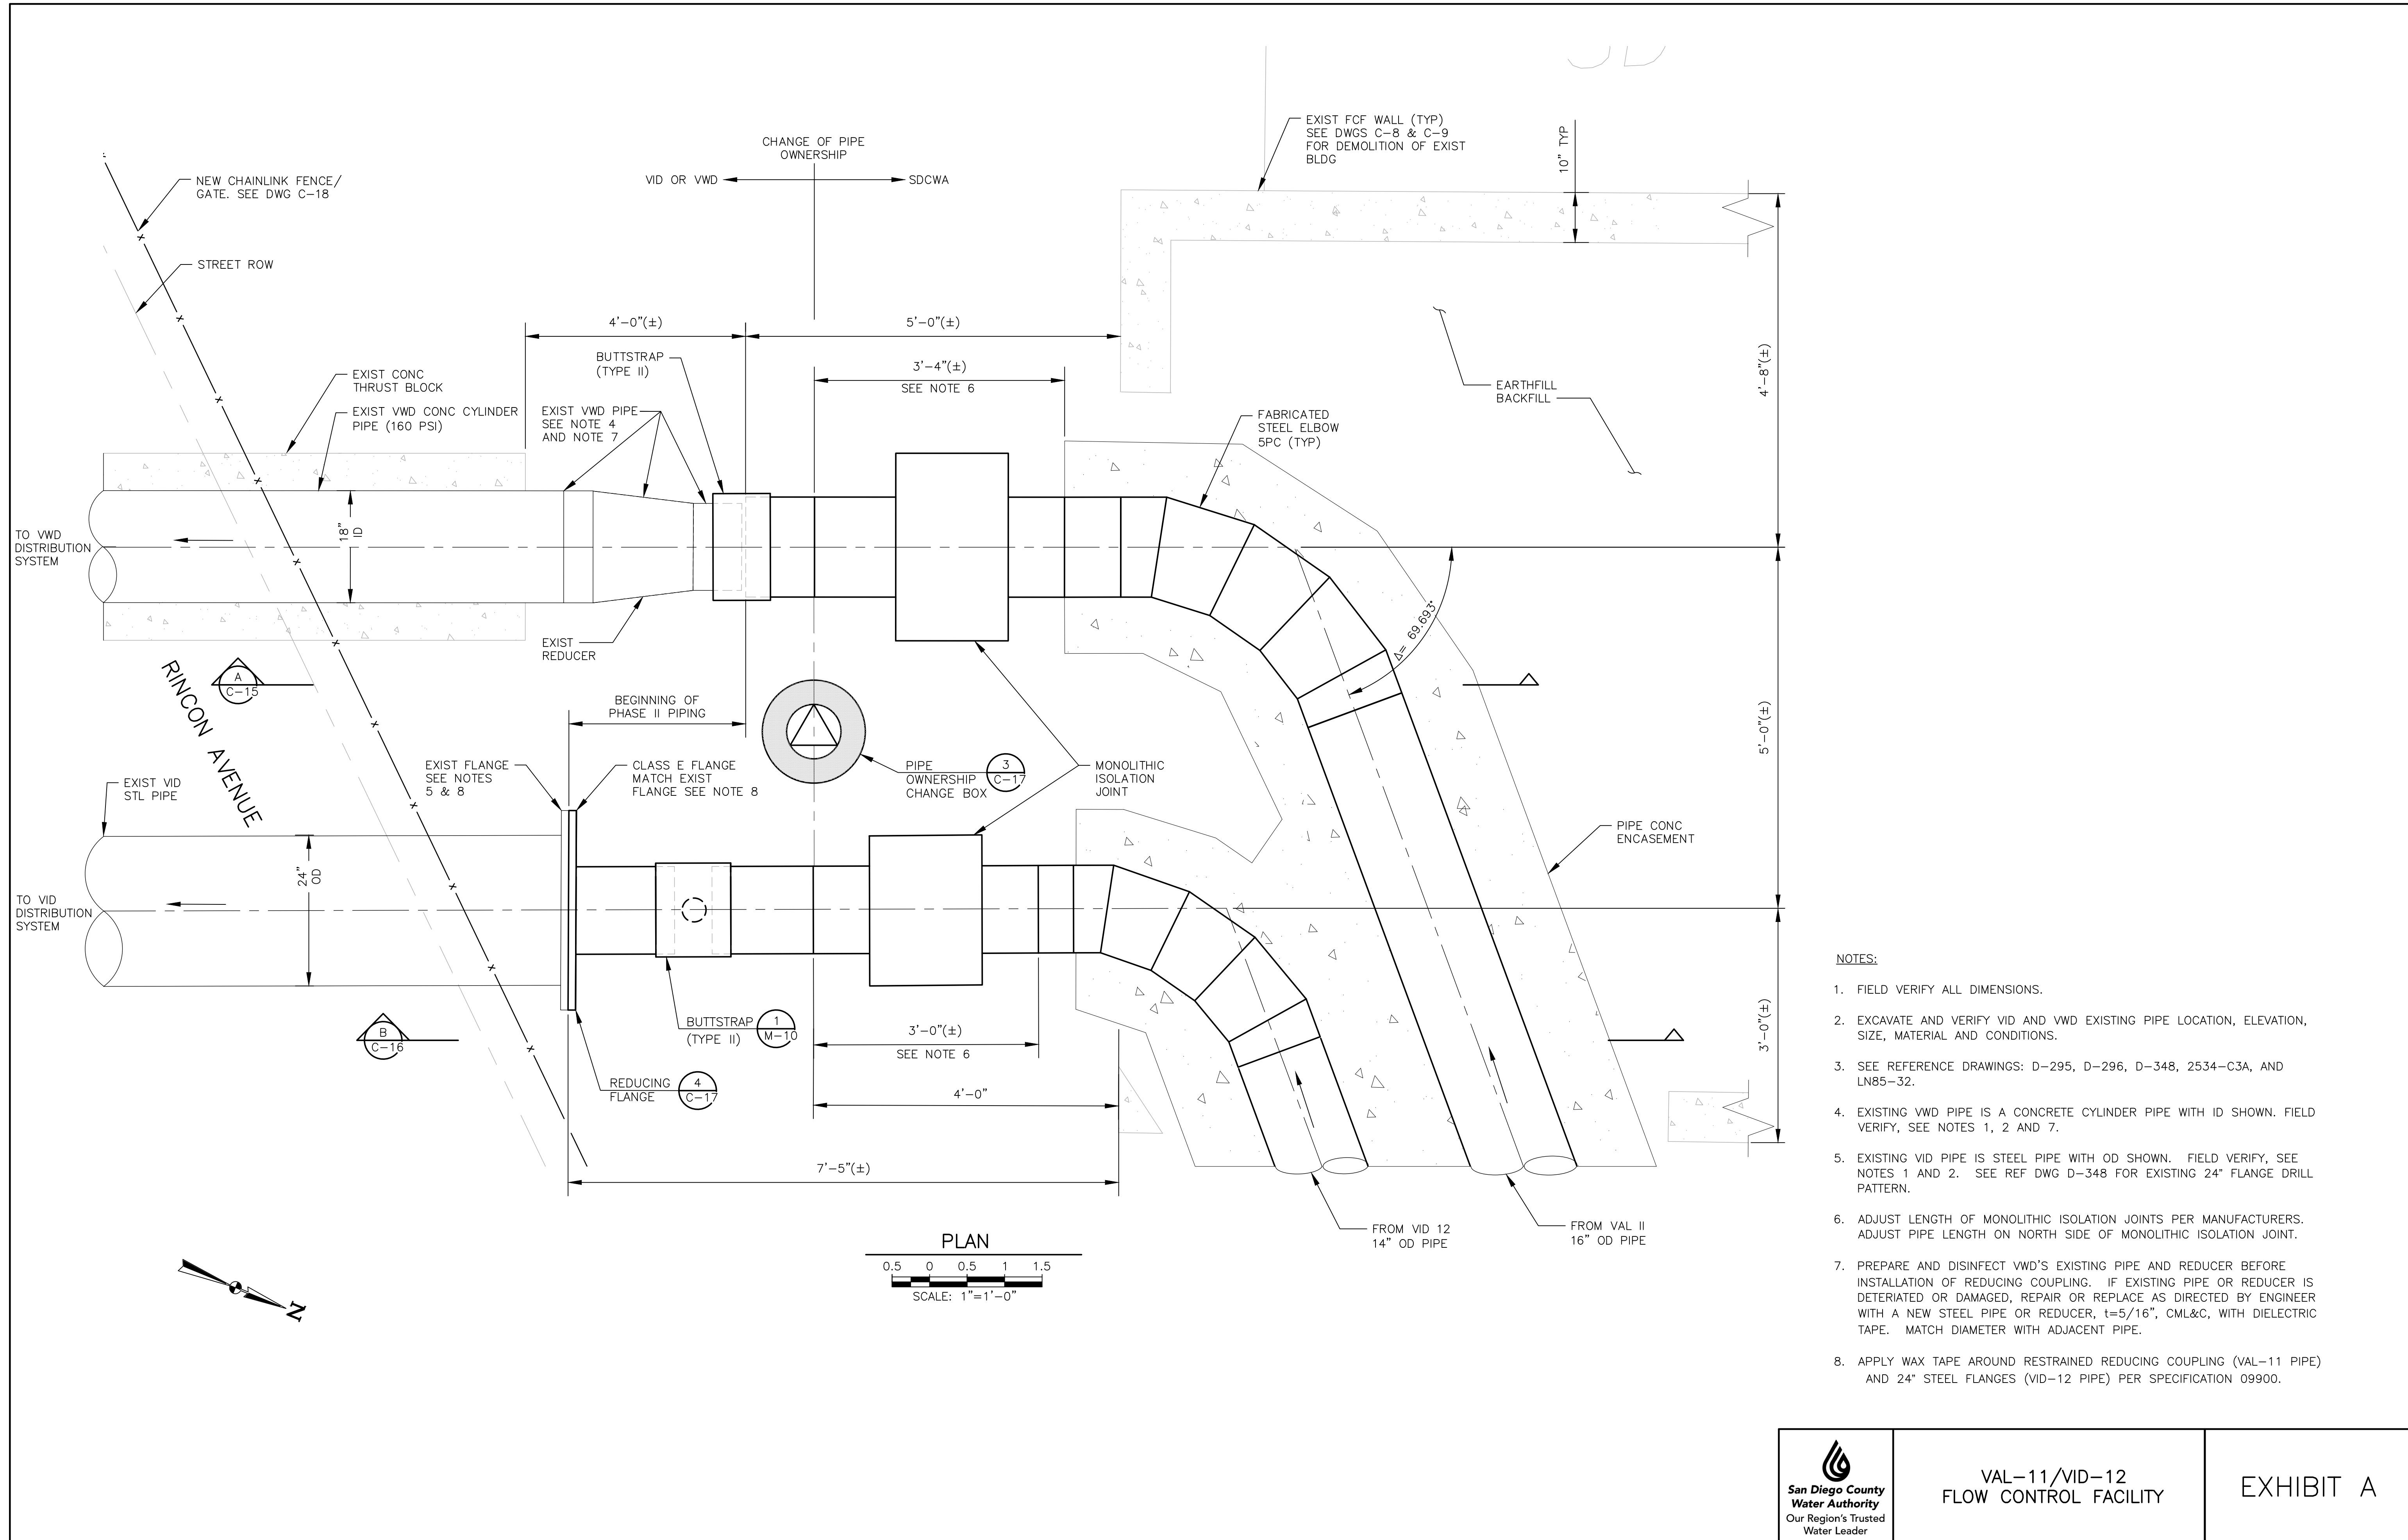 CHANGE OF PIPE
OWNERSHIP
VID OR VWD
SDCWA
EXIST FCF WALL (TYP)
SEE DWGS C-8 & C-9
FOR DEMOLITION OF EXIST
BLDG
10" TYP
NEW CHAINLINK FENCE/
GATE. SEE DWG C-18
STREET ROW
4'-0"(±)
5'-0"(±)
3'-4"(±)
SEE NOTE 6
BUTTSTRAP
(TYPE II)
EXIST CONC
THRUST BLOCK
EXIST VWD CONC CYLINDER
PIPE (160 PSI)
EXIST VWD PIPE
SEE NOTE 4
AND NOTE 7
FABRICATED
STEEL ELBOW
5PC (TYP)
EARTHFILL
BACKFILL
4'-8"(±)
TO VWD
DISTRIBUTION
SYSTEM
18"
ID
EXIST
REDUCER
Δ= 69.693°
A
C-15
RINCON AVENUE
BEGINNING OF
PHASE II PIPING
5'-0"(±)
EXIST VID
STL PIPE
EXIST FLANGE
SEE NOTES
5 & 8
CLASS E FLANGE
MATCH EXIST
FLANGE SEE NOTE 8
PIPE
OWNERSHIP
CHANGE BOX
3
C-17
MONOLITHIC
ISOLATION
JOINT
PIPE CONC
ENCASEMENT
24"
OD
TO VID
DISTRIBUTION
SYSTEM
B
C-16
BUTTSTRAP
(TYPE II)
1
M-10
3'-0"(±)
SEE NOTE 6
3'-0"(±)
REDUCING
FLANGE
4
C-17
4'-0"
7'-5"(±)
FROM VID 12
14" OD PIPE
FROM VAL II
16" OD PIPE
PLAN
0.5 0 0.5 1 1.5
SCALE: 1"=1'-0"
N
NOTES:
1. FIELD VERIFY ALL DIMENSIONS.
2. EXCAVATE AND VERIFY VID AND VWD EXISTING PIPE LOCATION, ELEVATION,
SIZE, MATERIAL AND CONDITIONS.
3. SEE REFERENCE DRAWINGS: D-295, D-296, D-348, 2534-C3A, AND
LN85-32.
4. EXISTING VWD PIPE IS A CONCRETE CYLINDER PIPE WITH ID SHOWN. FIELD
VERIFY, SEE NOTES 1, 2 AND 7.
5. EXISTING VID PIPE IS STEEL PIPE WITH OD SHOWN. FIELD VERIFY, SEE
NOTES 1 AND 2. SEE REF DWG D-348 FOR EXISTING 24" FLANGE DRILL
PATTERN.
6. ADJUST LENGTH OF MONOLITHIC ISOLATION JOINTS PER MANUFACTURERS.
ADJUST PIPE LENGTH ON NORTH SIDE OF MONOLITHIC ISOLATION JOINT.
7. PREPARE AND DISINFECT VWD'S EXISTING PIPE AND REDUCER BEFORE
INSTALLATION OF REDUCING COUPLING. IF EXISTING PIPE OR REDUCER IS
DETERIATED OR DAMAGED, REPAIR OR REPLACE AS DIRECTED BY ENGINEER
WITH A NEW STEEL PIPE OR REDUCER, t=5/16", CML&C, WITH DIELECTRIC
TAPE. MATCH DIAMETER WITH ADJACENT PIPE.
8. APPLY WAX TAPE AROUND RESTRAINED REDUCING COUPLING (VAL-11 PIPE)
AND 24" STEEL FLANGES (VID-12 PIPE) PER SPECIFICATION 09900.
San Diego County
Water Authority
Our Region's Trusted
Water Leader
VAL-11/VID-12
FLOW CONTROL FACILITY
EXHIBIT A